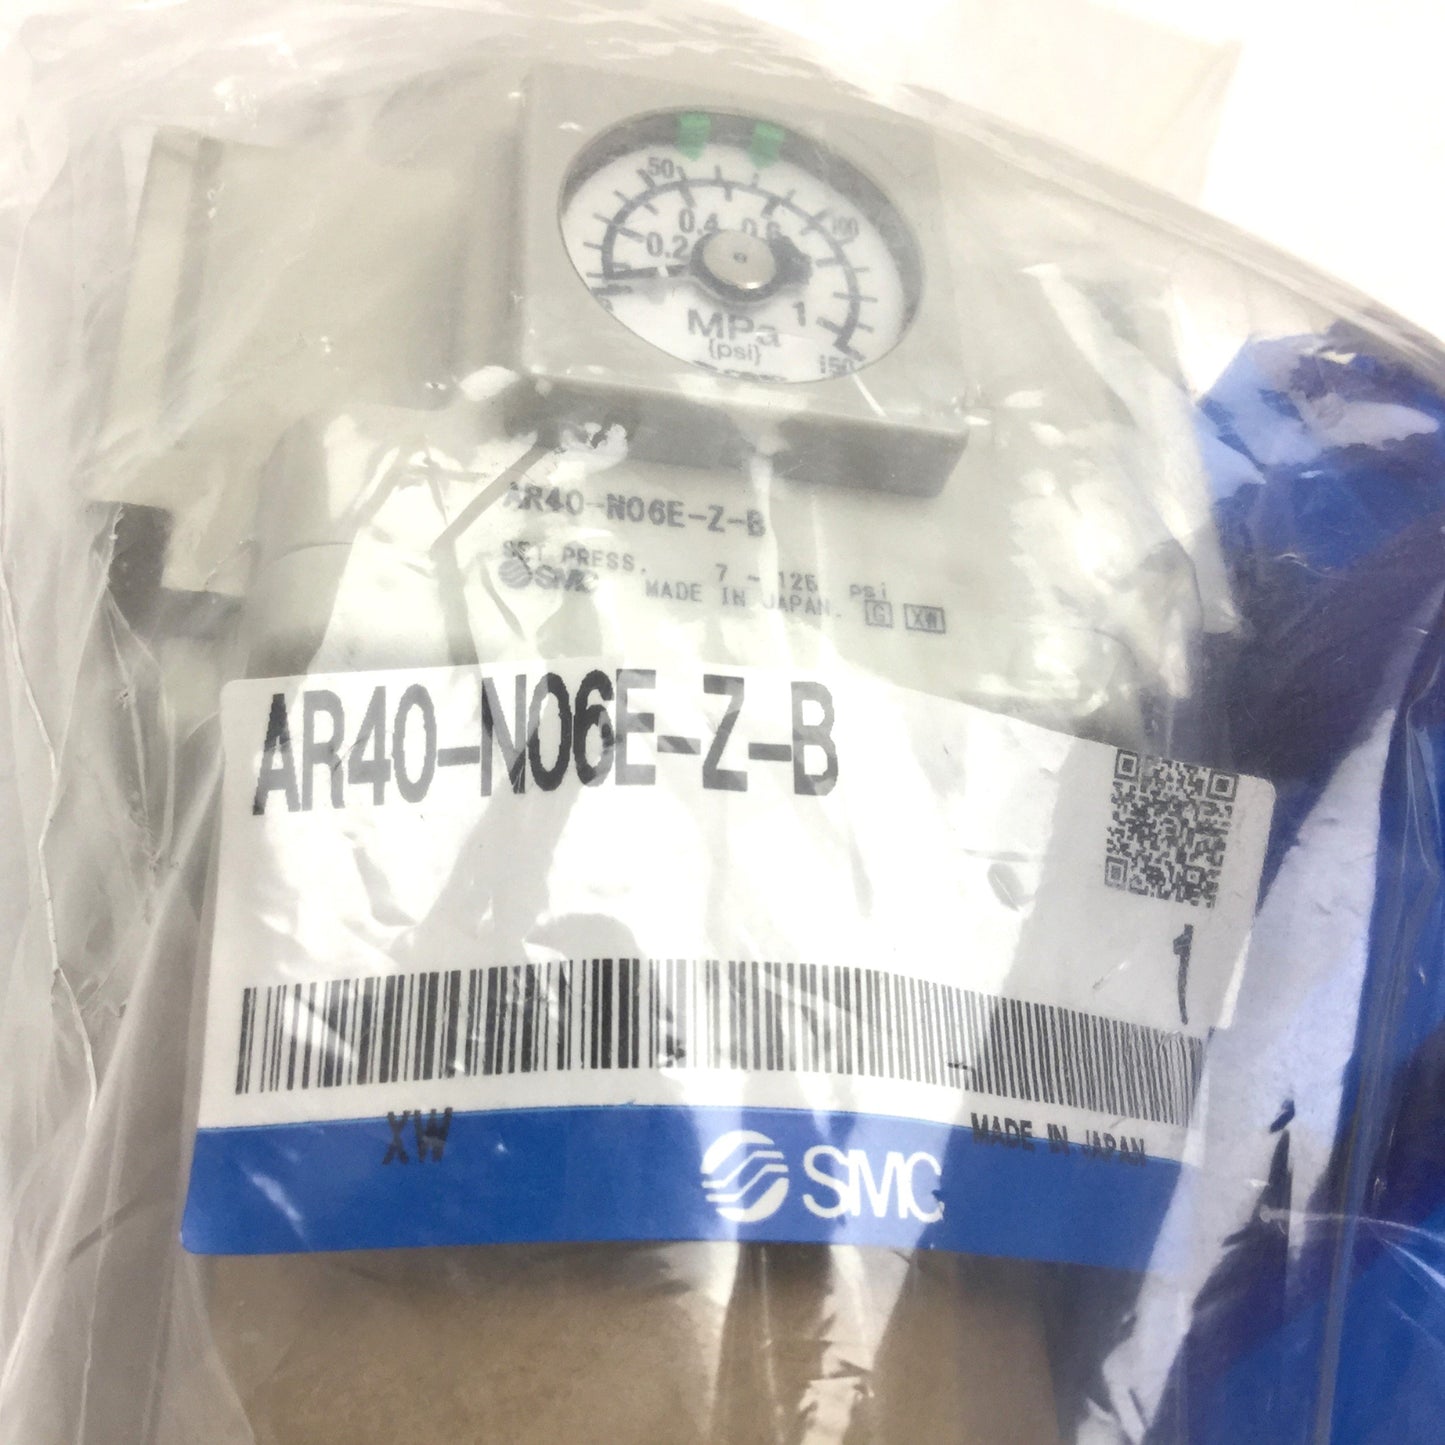 50 100
0.2 0.4 0.6 1
MPa
{psi}
150
AR40-N06E-Z-B
SET PRESS. 7 - 125 psi
SMC MADE IN JAPAN. G XW
AR40-N06E-Z-B
1
XW
SMC
MADE IN JAPAN